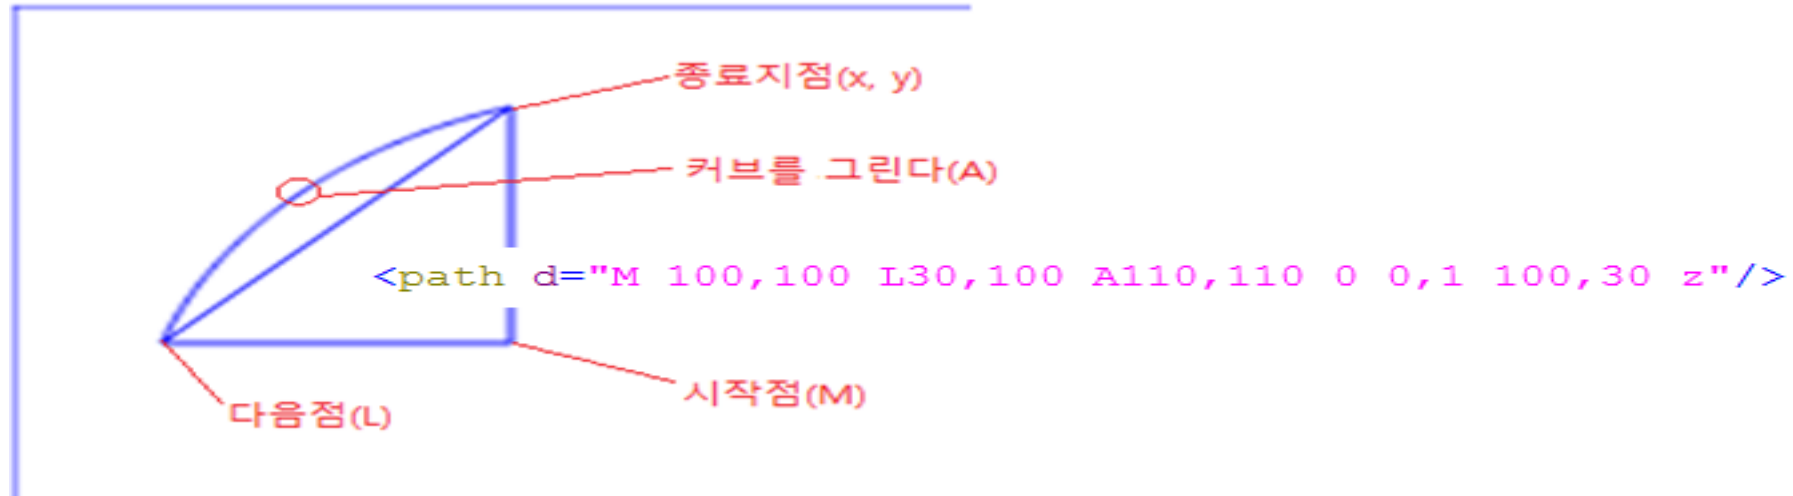 종료지점(x, y)
커브를 그린다(A)
<path d="M 100,100 L30,100 A110,110 0 0,1 100,30 z"/>
시작점(M)
다음점(L)